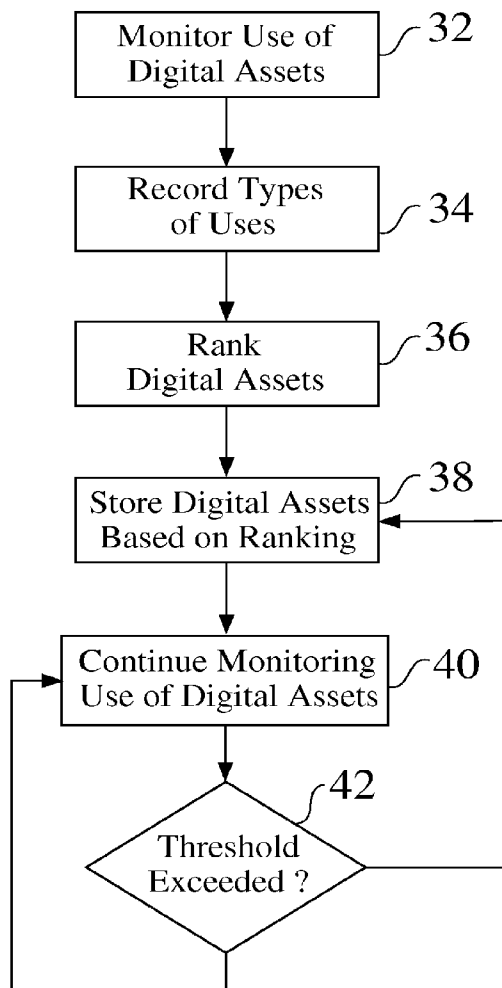 Monitor Use of
Digital Assets
32
Record Types
of Uses
34
Rank
Digital Assets
36
Store Digital Assets
Based on Ranking
38
Continue Monitoring
Use of Digital Assets
40
Threshold
Exceeded ?
42